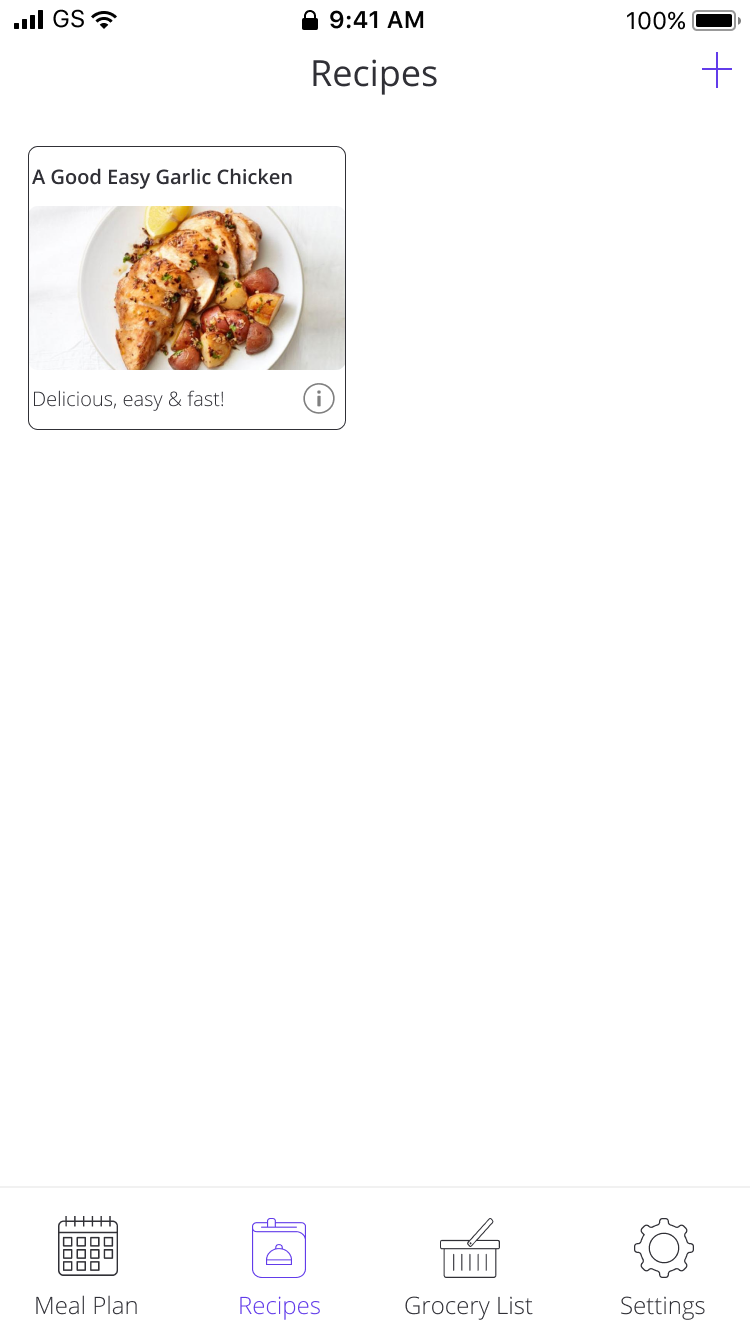 GS 9:41 AM 100%
Recipes
A Good Easy Garlic Chicken
Delicious, easy & fast!
Meal Plan Recipes Grocery List Settings